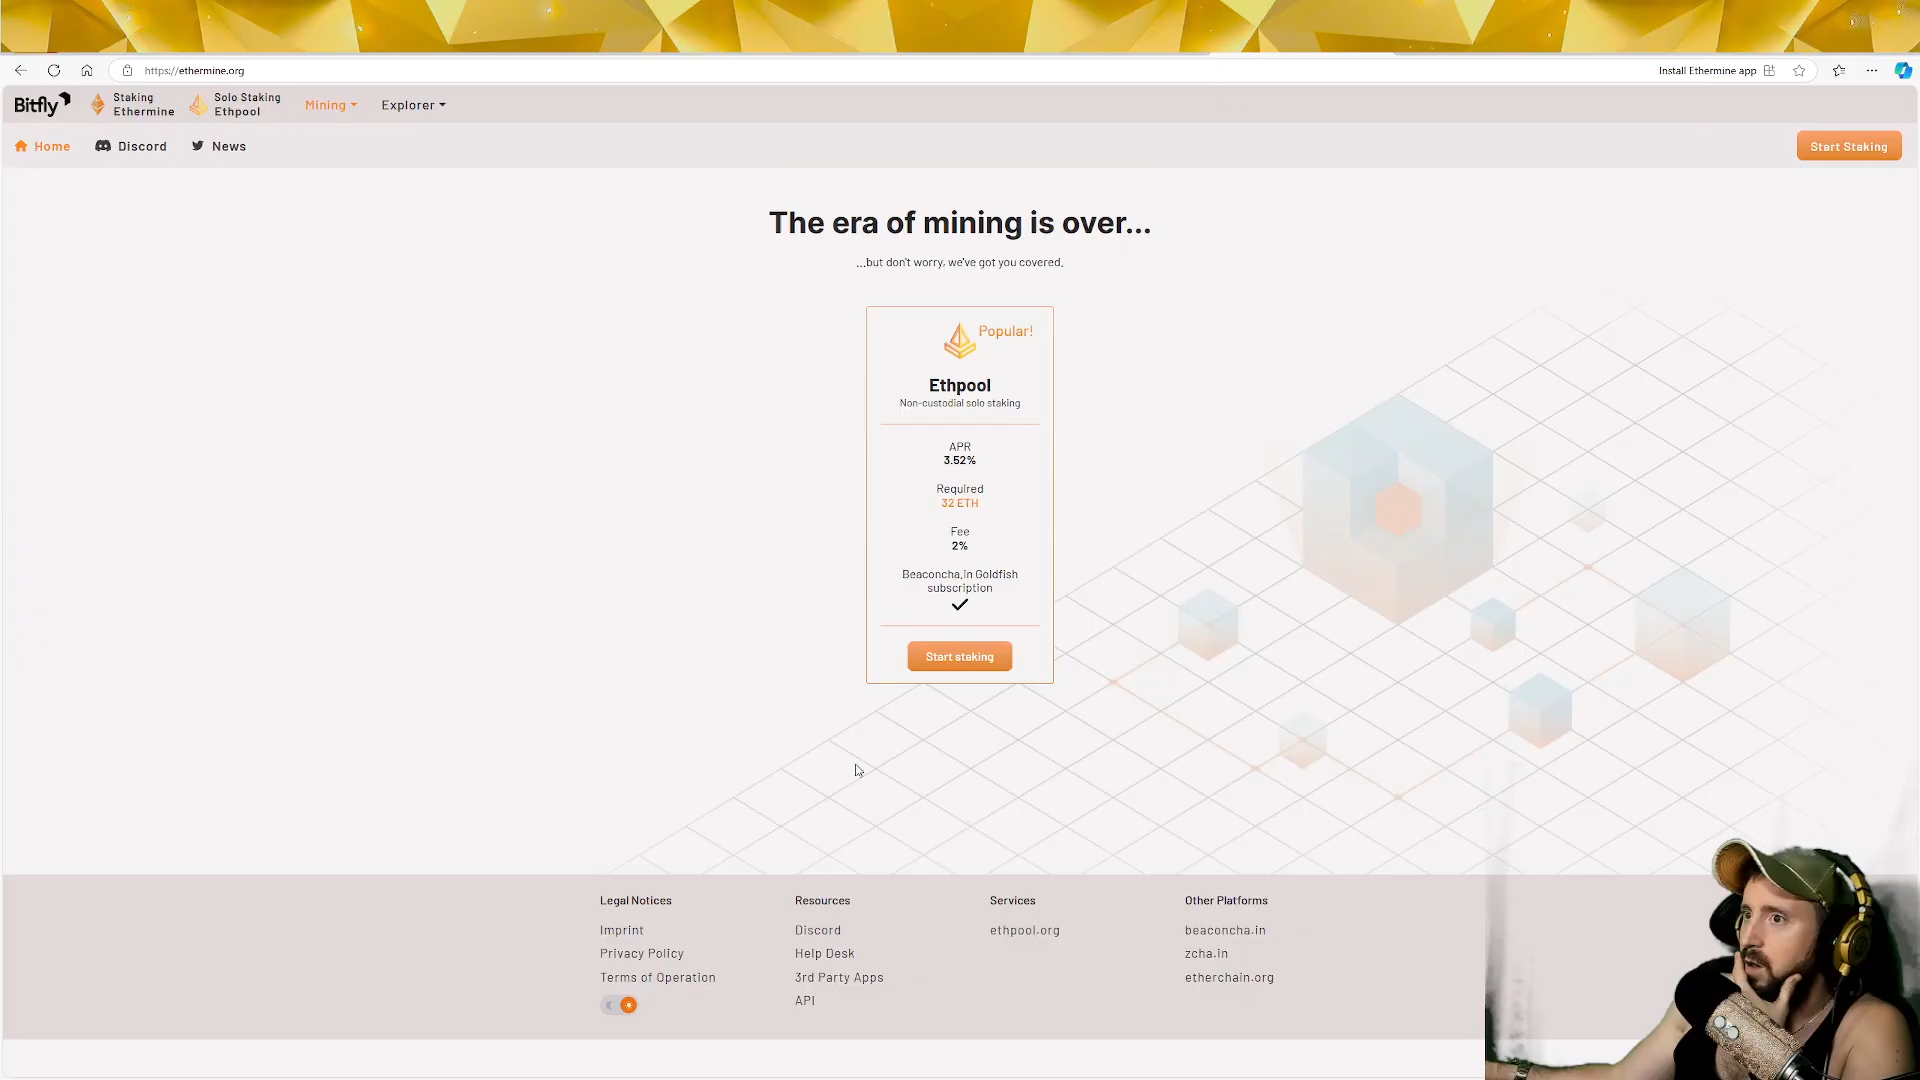 https://ethermine.org
Install Ethermine app
Bitfly
Staking
Ethermine
Solo Staking
Ethpool
Mining
Explorer
Home
Discord
News
Start Staking
The era of mining is over...
...but don't worry, we've got you covered.
Popular!
Ethpool
Non-custodial solo staking
APR
3.52%
Required
32 ETH
Fee
2%
Beaconcha.in Goldfish
subscription
Start staking
Legal Notices
Imprint
Privacy Policy
Terms of Operation
Resources
Discord
Help Desk
3rd Party Apps
API
Services
ethpool.org
Other Platforms
beaconcha.in
zcha.in
etherchain.org